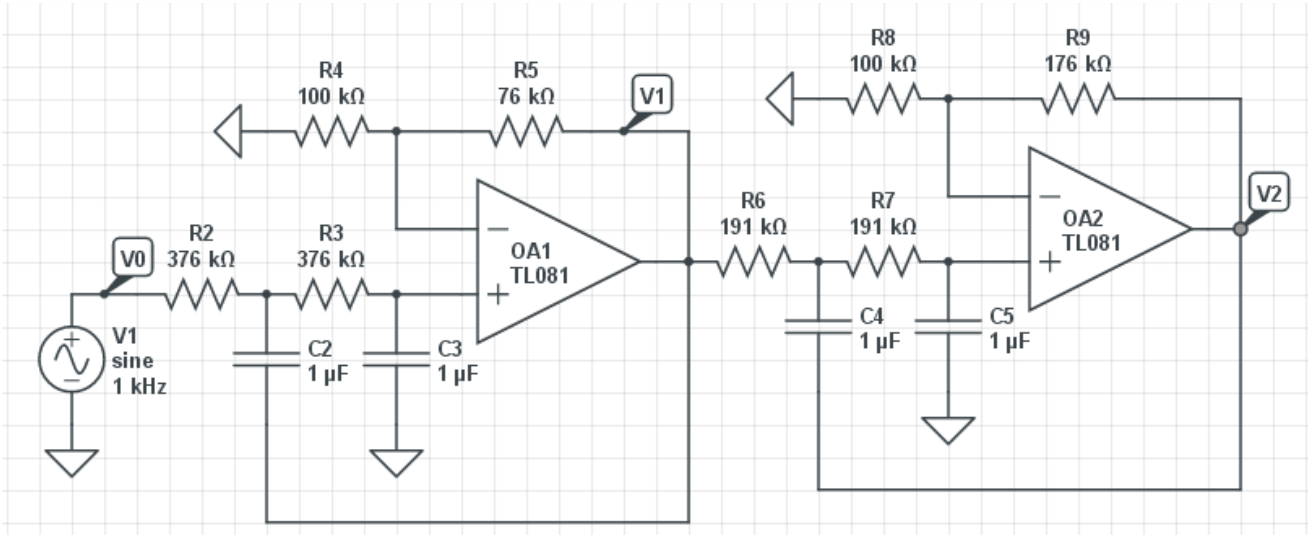 R4
100 kΩ
R5
76 kΩ
V1
R8
100 kΩ
R9
176 kΩ
V0
R2
376 kΩ
R3
376 kΩ
OA1
TL081
R6
191 kΩ
R7
191 kΩ
OA2
TL081
V2
V1
sine
1 kHz
C2
1 µF
C3
1 µF
C4
1 µF
C5
1 µF